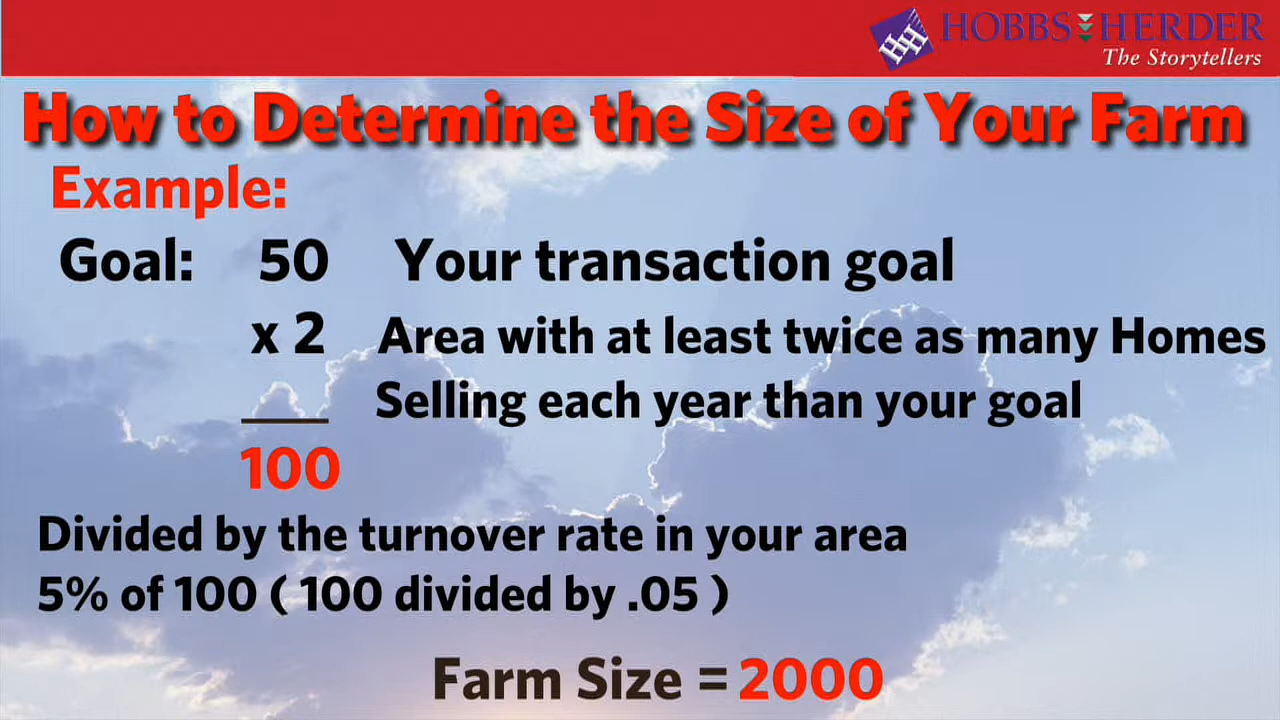 HH HOBBS HERDER
The Storytellers
How to Determine the Size of Your Farm
Example:
Goal: 50 Your transaction goal
x 2 Area with at least twice as many Homes
Selling each year than your goal
100
Divided by the turnover rate in your area
5% of 100 ( 100 divided by .05 )
Farm Size = 2000